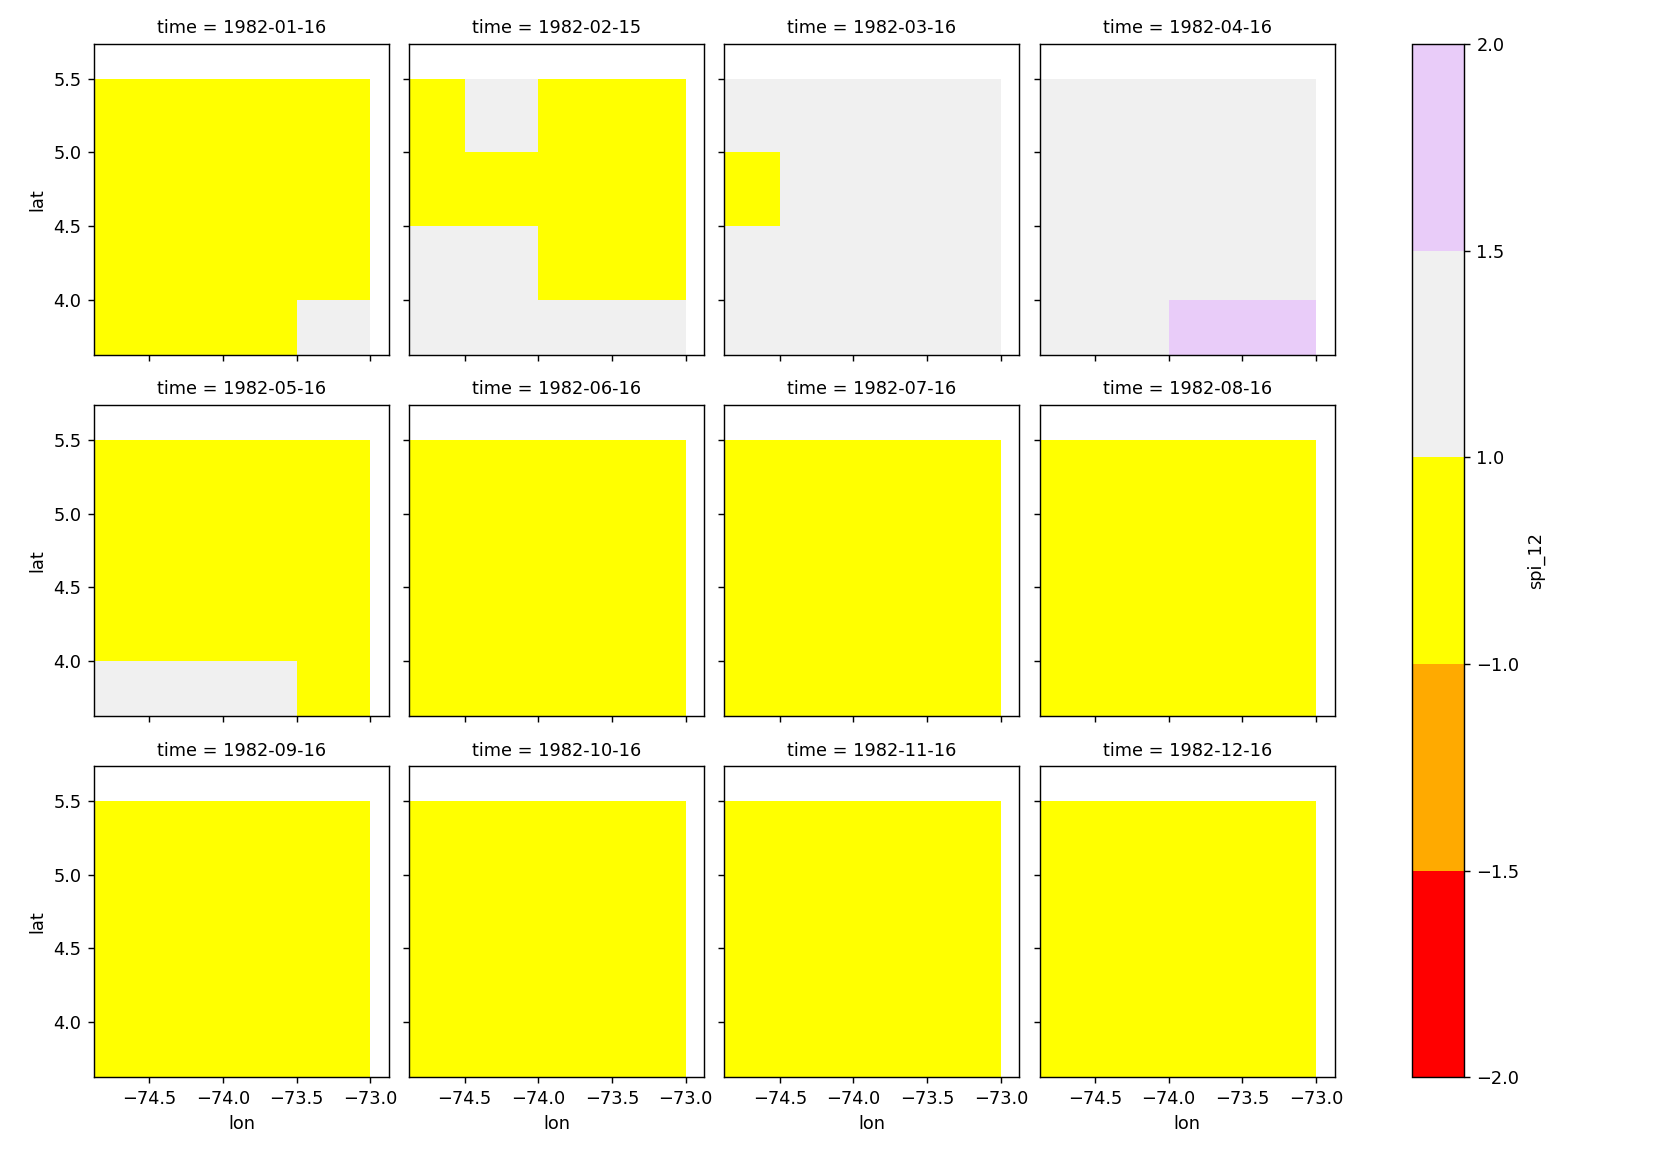 time = 1982-01-16
time = 1982-02-15
time = 1982-03-16
time = 1982-04-16
5.5
5.0
4.5
4.0
lat
time = 1982-05-16
time = 1982-06-16
time = 1982-07-16
time = 1982-08-16
5.5
5.0
4.5
4.0
lat
time = 1982-09-16
time = 1982-10-16
time = 1982-11-16
time = 1982-12-16
5.5
5.0
4.5
4.0
lat
−74.5 −74.0 −73.5 −73.0
lon
−74.5 −74.0 −73.5 −73.0
lon
−74.5 −74.0 −73.5 −73.0
lon
−74.5 −74.0 −73.5 −73.0
lon
2.0
1.5
1.0
−1.0
−1.5
−2.0
spi_12